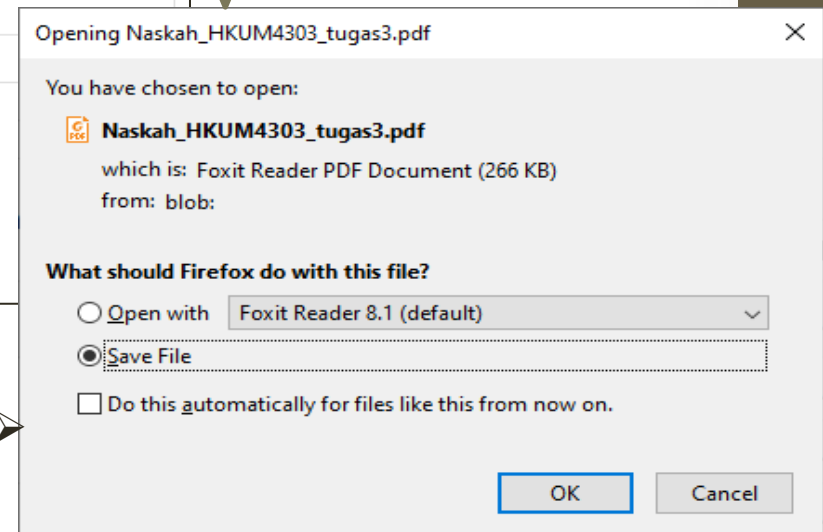 Opening Naskah_HKUM4303_tugas3.pdf
You have chosen to open:
Naskah_HKUM4303_tugas3.pdf
which is: Foxit Reader PDF Document (266 KB)
from: blob:
What should Firefox do with this file?
Open with Foxit Reader 8.1 (default)
Save File
Do this automatically for files like this from now on.
OK Cancel